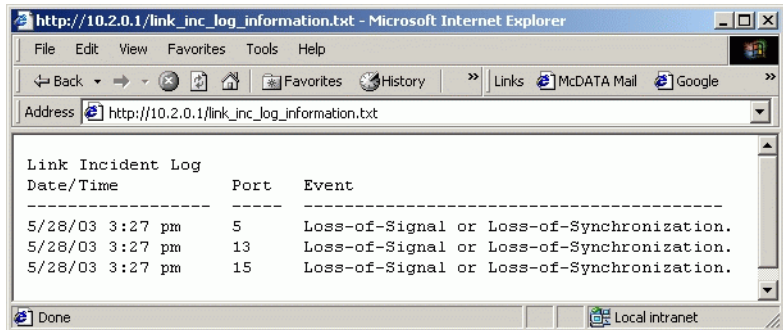 http://10.2.0.1/link_inc_log_information.txt - Microsoft Internet Explorer
File Edit View Favorites Tools Help
Back Favorites History » Links McDATA Mail Google »
Address http://10.2.0.1/link_inc_log_information.txt
Link Incident Log
Date/Time Port Event
------------------- ----- -------------------------------------------
5/28/03 3:27 pm 5 Loss-of-Signal or Loss-of-Synchronization.
5/28/03 3:27 pm 13 Loss-of-Signal or Loss-of-Synchronization.
5/28/03 3:27 pm 15 Loss-of-Signal or Loss-of-Synchronization.
Done Local intranet